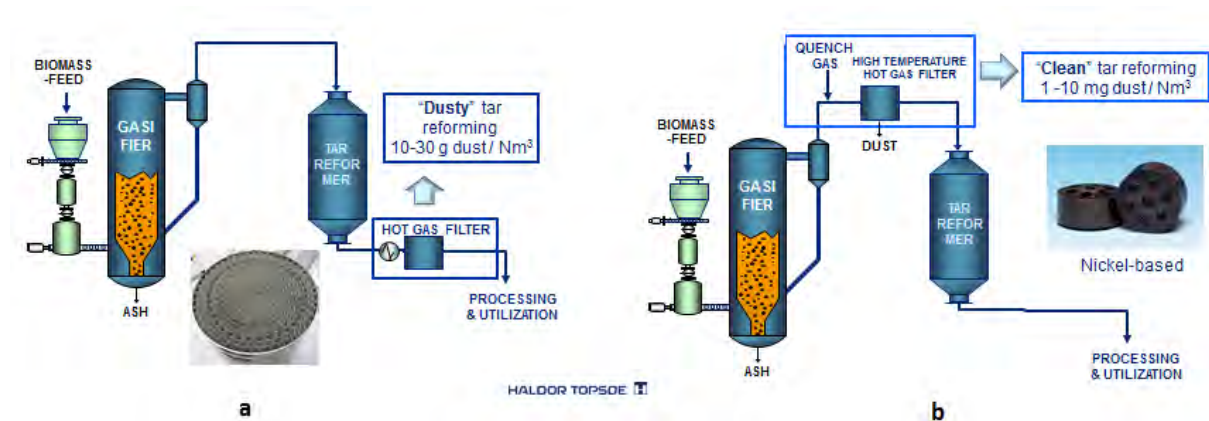 BIOMASS
-FEED
GASI
FIER
ASH
TAR
REFOR
MER
"Dusty" tar
reforming
10-30 g dust / Nm³
HOT GAS FILTER
PROCESSING
& UTILIZATION
a
HALDOR TOPSOE
QUENCH
GAS
HIGH TEMPERATURE
HOT GAS FILTER
DUST
"Clean" tar reforming
1 -10 mg dust / Nm³
BIOMASS
-FEED
GASI
FIER
ASH
TAR
REFOR
MER
Nickel-based
PROCESSING
& UTILIZATION
b